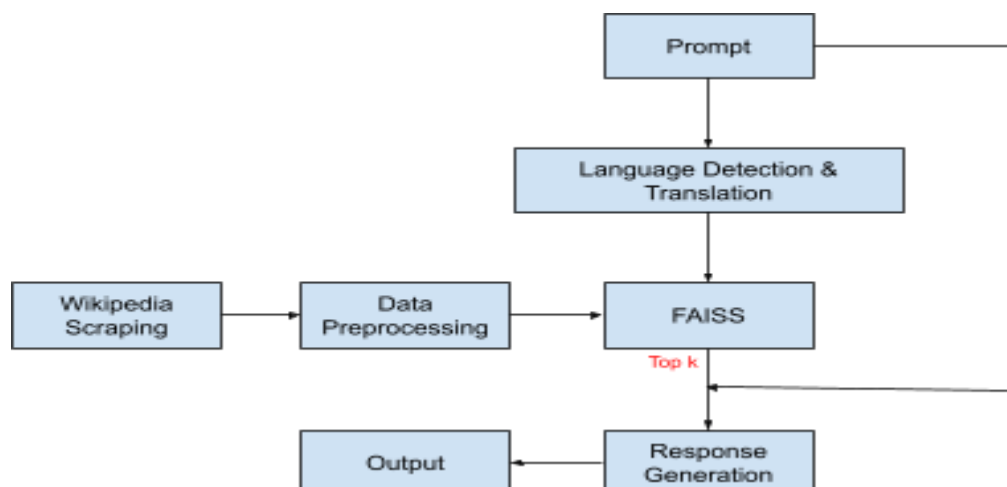 Prompt
Language Detection &
Translation
Wikipedia
Scraping
Data
Preprocessing
FAISS
Top k
Output
Response
Generation